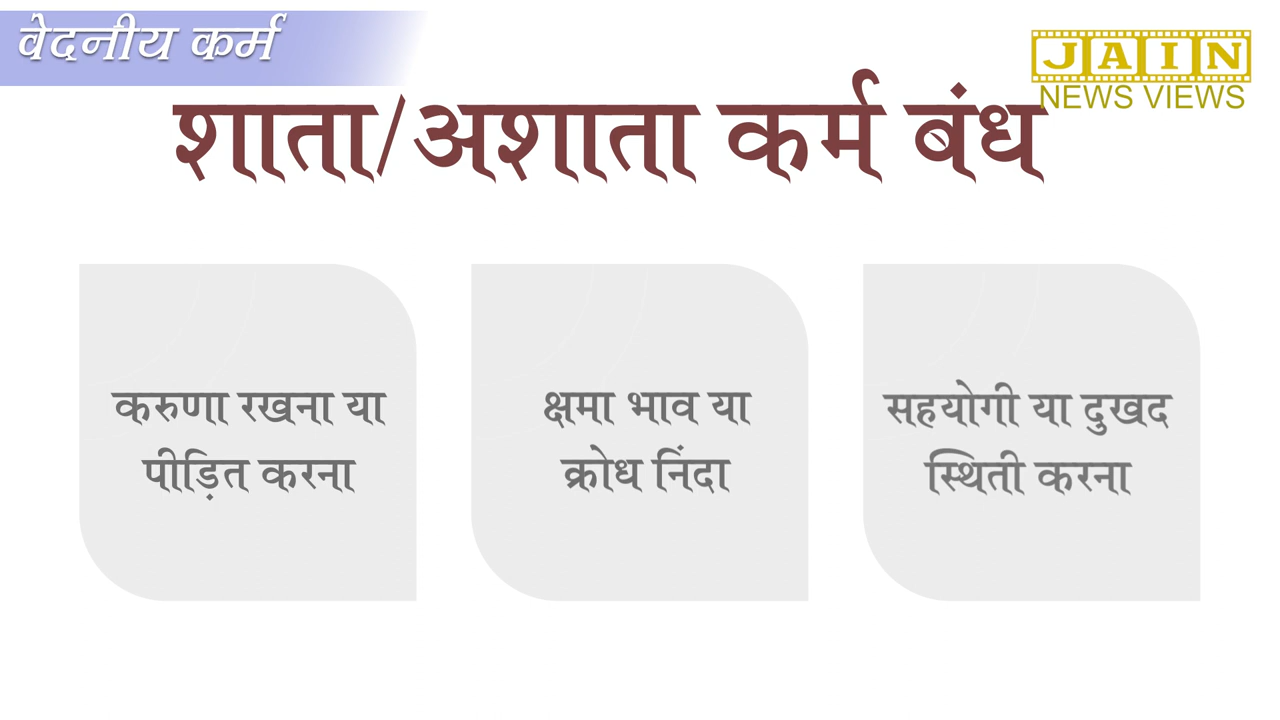 वेदनीय कर्म
JAIN
NEWS VIEWS
शाता/अशाता कर्म बंध
करुणा रखना या
पीड़ित करना
क्षमा भाव या
क्रोध निंदा
सहयोगी या दुखद
स्थिती करना